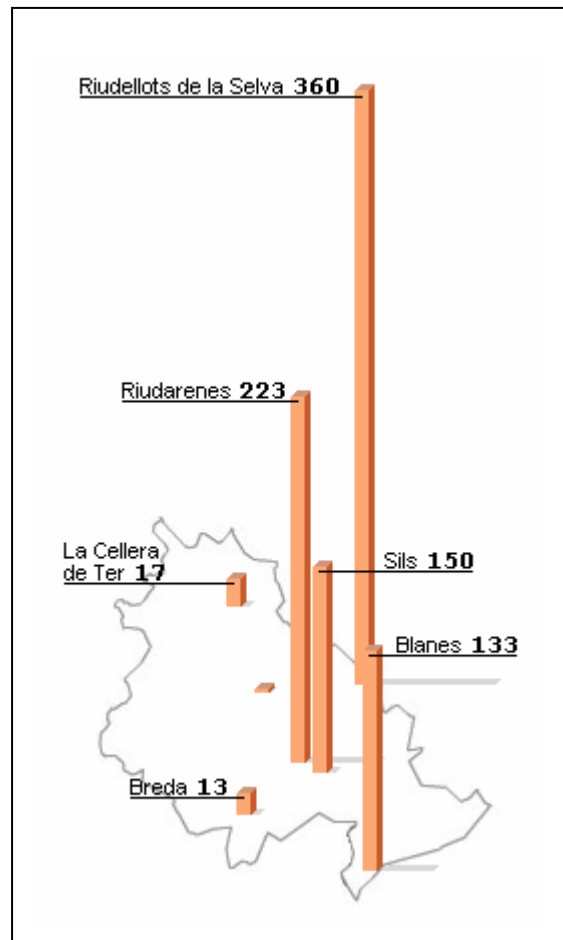 Riudellots de la Selva 360
Riudarenes 223
La Cellera
de Ter 17
Sils 150
Blanes 133
Breda 13